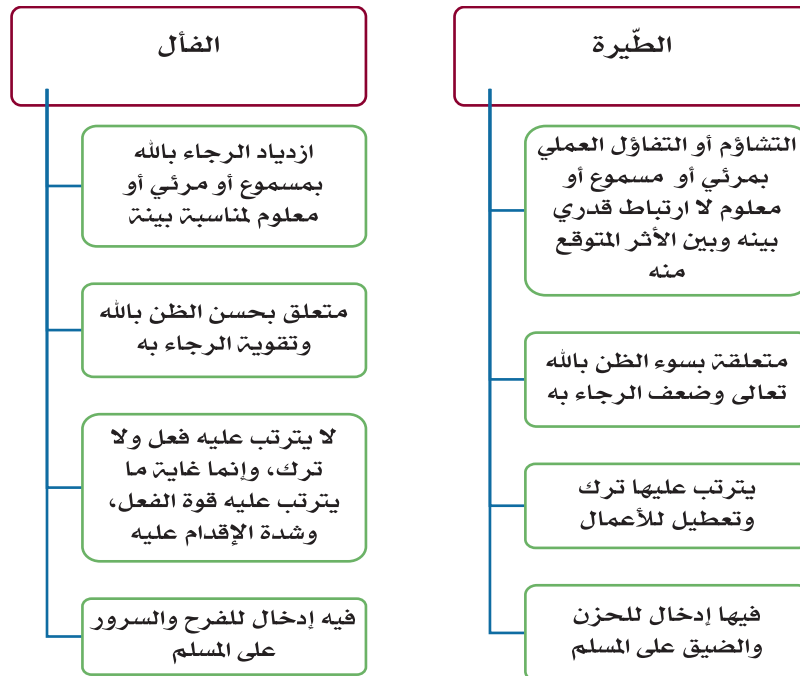 الطّيرة
التشاؤم أو التفاؤل العملي
بمرئي أو مسموع أو
معلوم لا ارتباط قدري
بينه وبين الأثر المتوقع
منه
متعلقة بسوء الظن بالله
تعالى وضعف الرجاء به
يترتب عليها ترك
وتعطيل للأعمال
فيها إدخال للحزن
والضيق على المسلم
الفأل
ازدياد الرجاء بالله
بمسموع أو مرئي أو
معلوم لمناسبة بينة
متعلق بحسن الظن بالله
وتقوية الرجاء به
لا يترتب عليه فعل ولا
ترك، وإنما غاية ما
يترتب عليه قوة الفعل،
وشدة الإقدام عليه
فيه إدخال للفرح والسرور
على المسلم